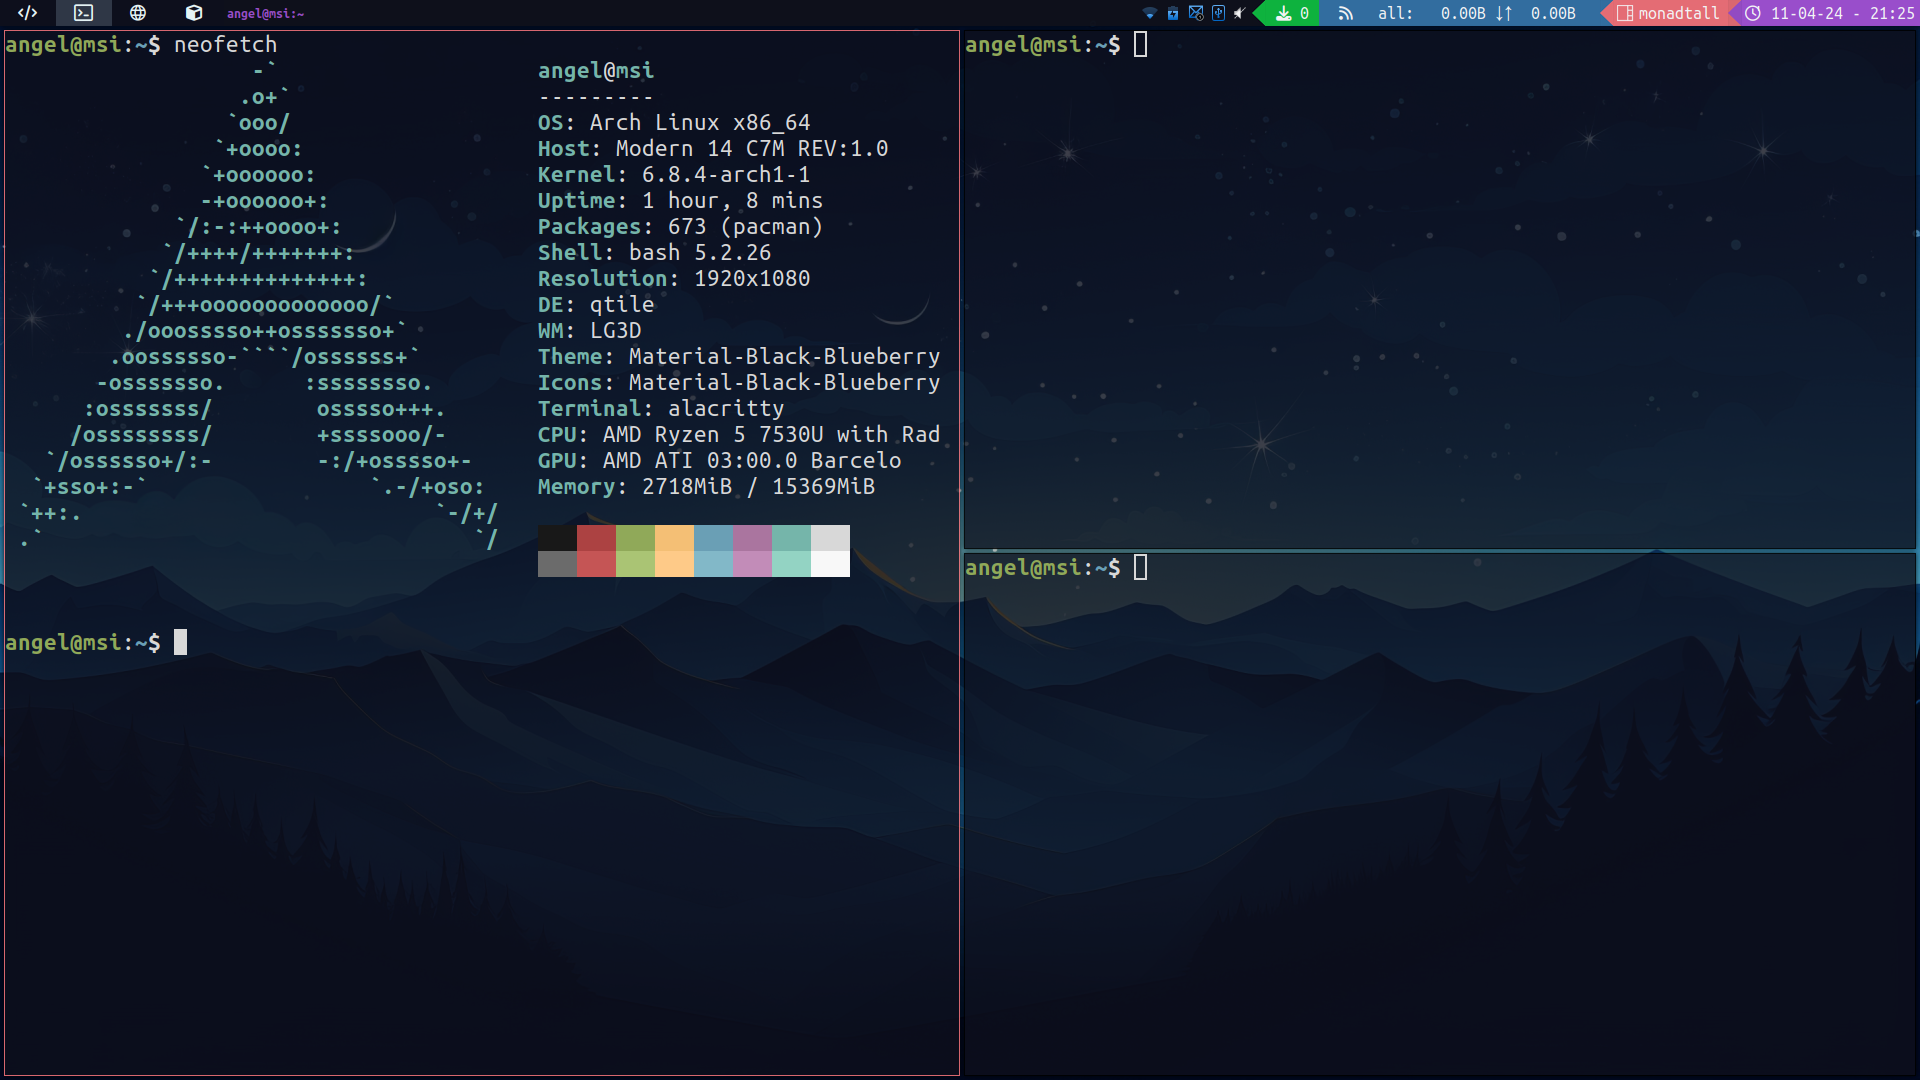 angel@msi:~
0
all: 0.00B ↓↑ 0.00B
monadtall
11-04-24 - 21:25
angel@msi:~$ neofetch
                   -`
                  .o+`
                 `ooo/
                `+oooo:
               `+oooooo:
               -+oooooo+:
             `/:-:++oooo+:
            `/++++/+++++++:
           `/++++++++++++++:
          `/+++ooooooooooooo/`
         ./ooosssso++osssssso+`
        .oossssso-````/ossssss+`
       -osssssso.      :ssssssso.
      :osssssss/        osssso+++.
     /ossssssss/        +ssssooo/-
   `/ossssso+/:-        -:/+osssso+-
  `+sso+:-`                 `.-/+oso:
 `++:.                           `-/+/
 .`                                 `/
angel@msi
---------
OS: Arch Linux x86_64
Host: Modern 14 C7M REV:1.0
Kernel: 6.8.4-arch1-1
Uptime: 1 hour, 8 mins
Packages: 673 (pacman)
Shell: bash 5.2.26
Resolution: 1920x1080
DE: qtile
WM: LG3D
Theme: Material-Black-Blueberry
Icons: Material-Black-Blueberry
Terminal: alacritty
CPU: AMD Ryzen 5 7530U with Rad
GPU: AMD ATI 03:00.0 Barcelo
Memory: 2718MiB / 15369MiB
angel@msi:~$
angel@msi:~$
angel@msi:~$